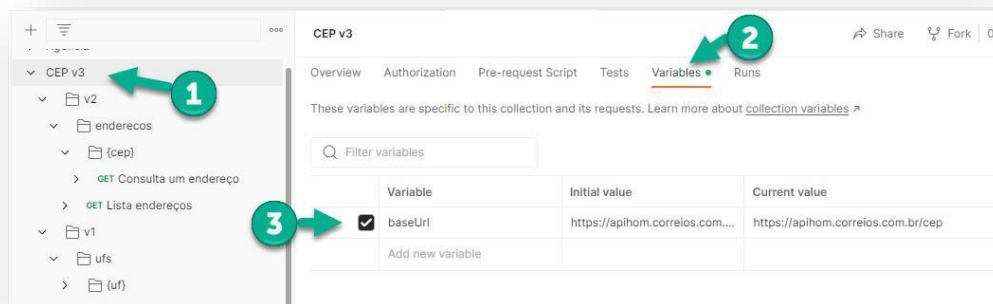 CEP v3
Share
Fork
CEP v3
v2
enderecos
{cep}
GET Consulta um endereço
GET Lista endereços
v1
ufs
{uf}
1
Overview Authorization Pre-request Script Tests Variables Runs
2
These variables are specific to this collection and its requests. Learn more about collection variables
Filter variables
Variable Initial value Current value
3
baseUrl https://apihom.correios.com.... https://apihom.correios.com.br/cep
Add new variable